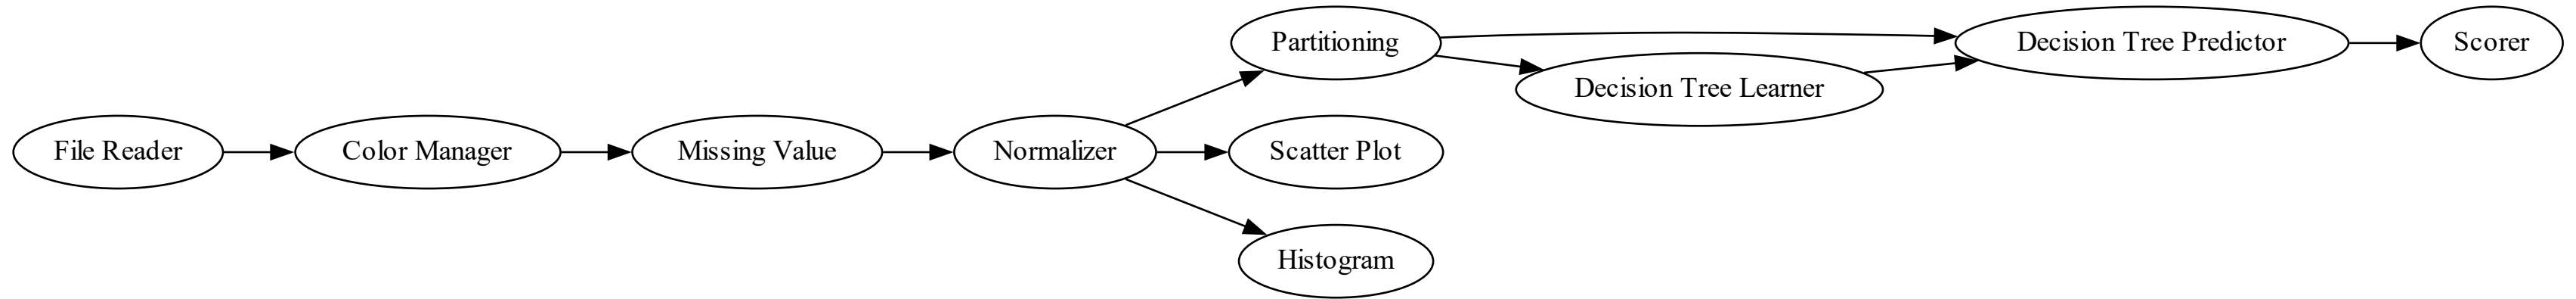 File Reader
Color Manager
Missing Value
Normalizer
Partitioning
Scatter Plot
Histogram
Decision Tree Learner
Decision Tree Predictor
Scorer